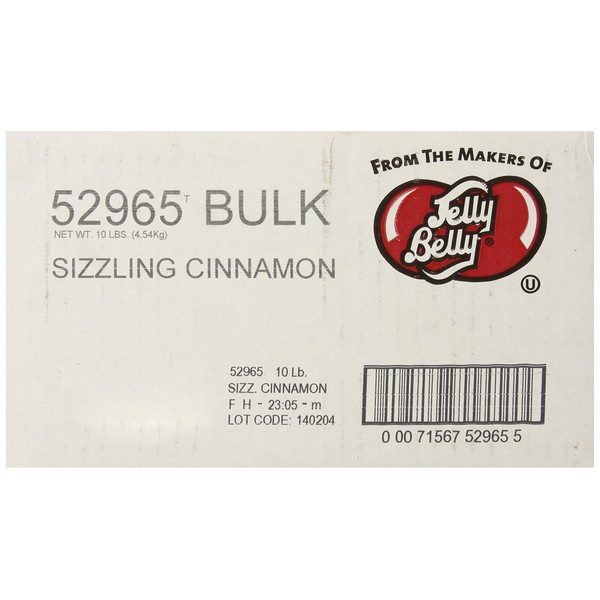 52965T BULK
NET WT. 10 LBS. (4.54Kg)
SIZZLING CINNAMON
FROM THE MAKERS OF
Jelly
Belly®
U
52965 10 Lb.
SIZZ. CINNAMON
F H - 23:05 - m
LOT CODE: 140204
0 00 71567 52965 5